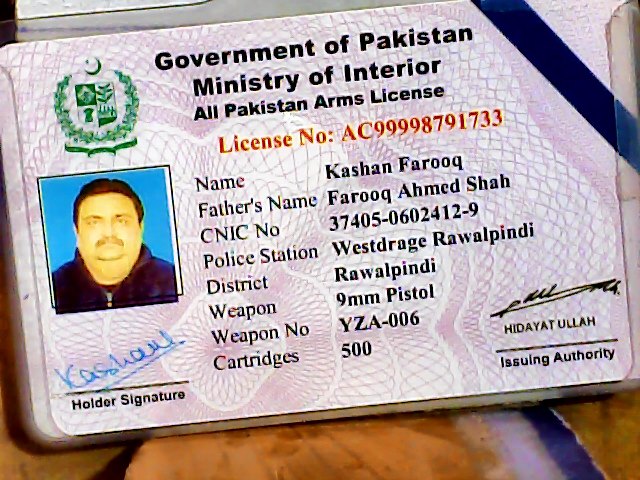 Government of Pakistan
Ministry of Interior
All Pakistan Arms License
License No: AC99998791733
Name Kashan Farooq
Father's Name Farooq Ahmed Shah
CNIC No 37405-0602412-9
Police Station Westdrage Rawalpindi
District Rawalpindi
Weapon 9mm Pistol
Weapon No YZA-006
Cartridges 500
Kashan
Holder Signature
HIDAYAT ULLAH
Issuing Authority